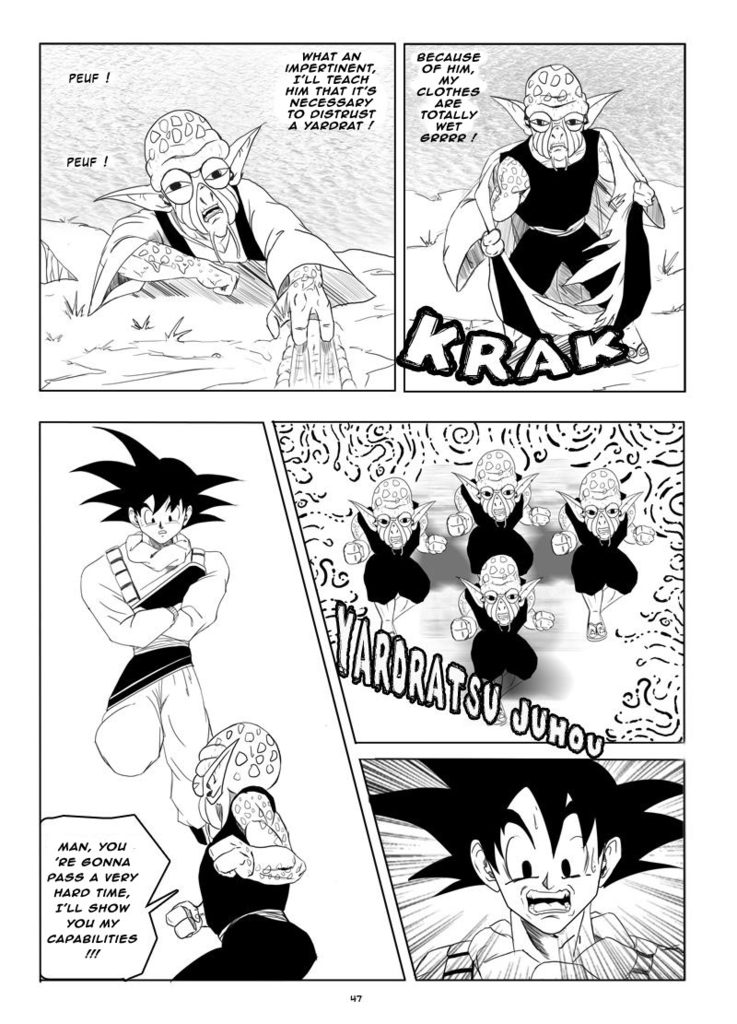 PEUF !
PEUF !
WHAT AN
IMPERTINENT,
I'LL TEACH
HIM THAT IT'S
NECESSARY
TO DISTRUST
A YARDRAT !
BECAUSE
OF HIM,
MY
CLOTHES
ARE
TOTALLY
WET
GRRRR !
KRAK
MAN, YOU
'RE GONNA
PASS A VERY
HARD TIME,
I'LL SHOW
YOU MY
CAPABILITIES
!!!
YARDRATSU JUHOU
47